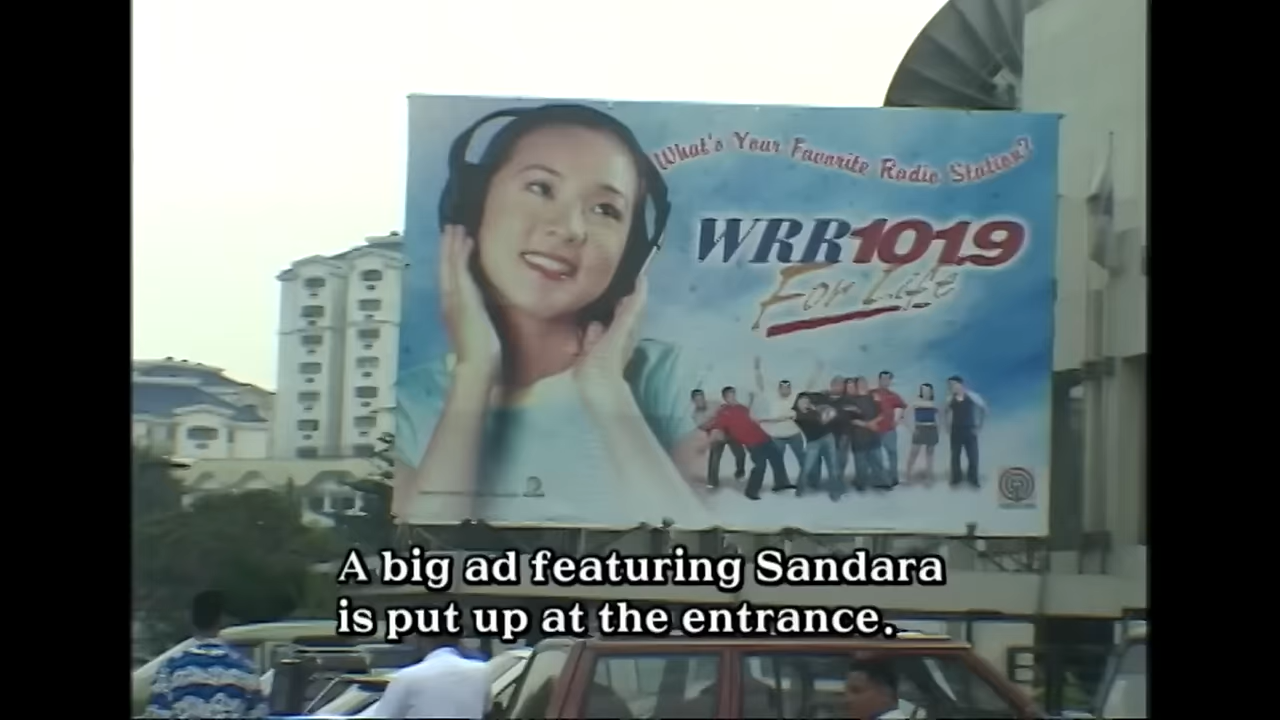 What's Your Favorite Radio Station?
WRR101.9
For Life
A big ad featuring Sandara
is put up at the entrance.